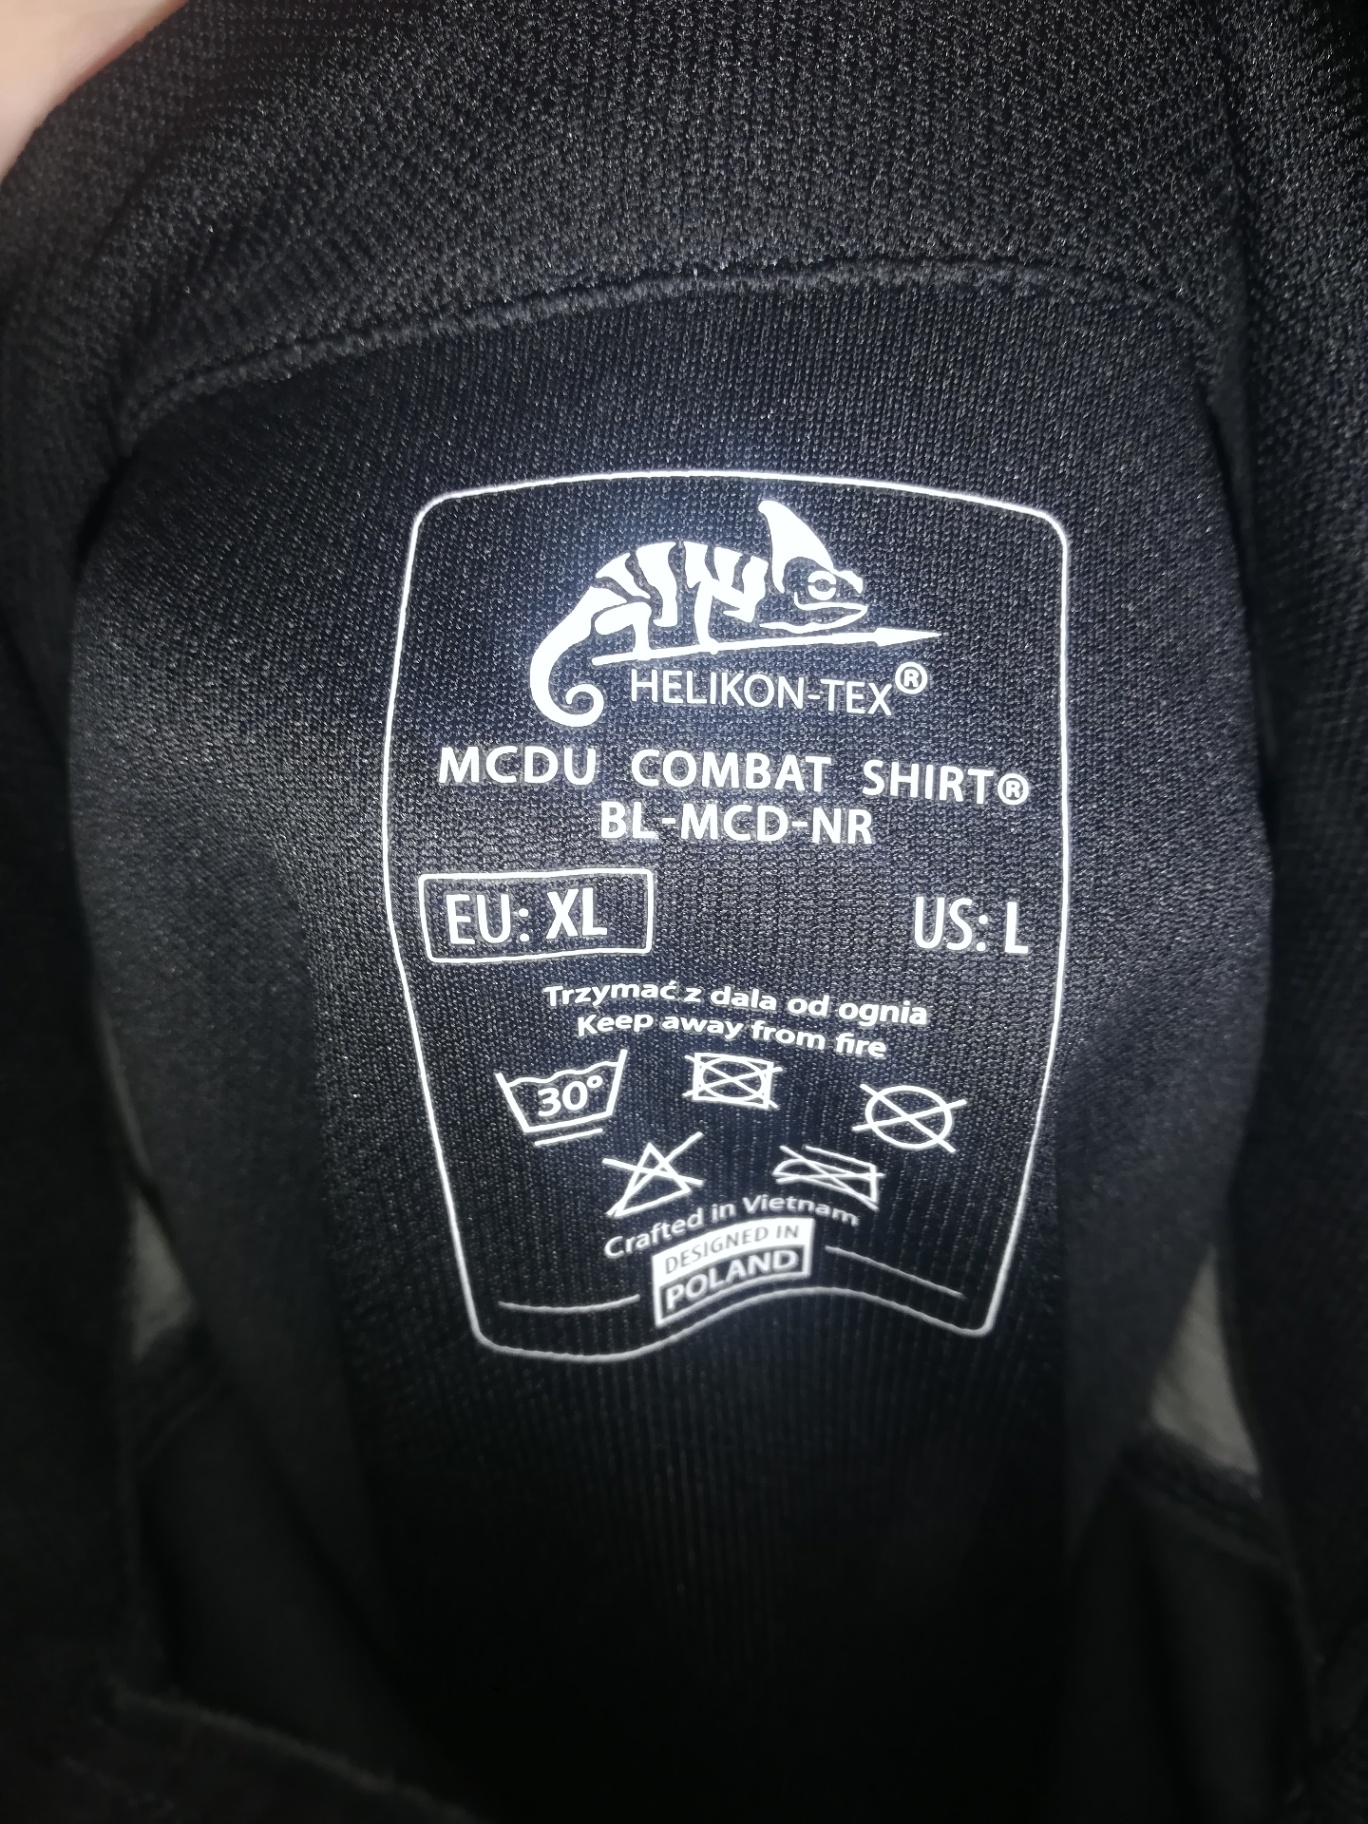 HELIKON-TEX®
MCDU COMBAT SHIRT®
BL-MCD-NR
EU: XL US: L
Trzymać z dala od ognia
Keep away from fire
30°
Crafted in Vietnam
DESIGNED IN
POLAND